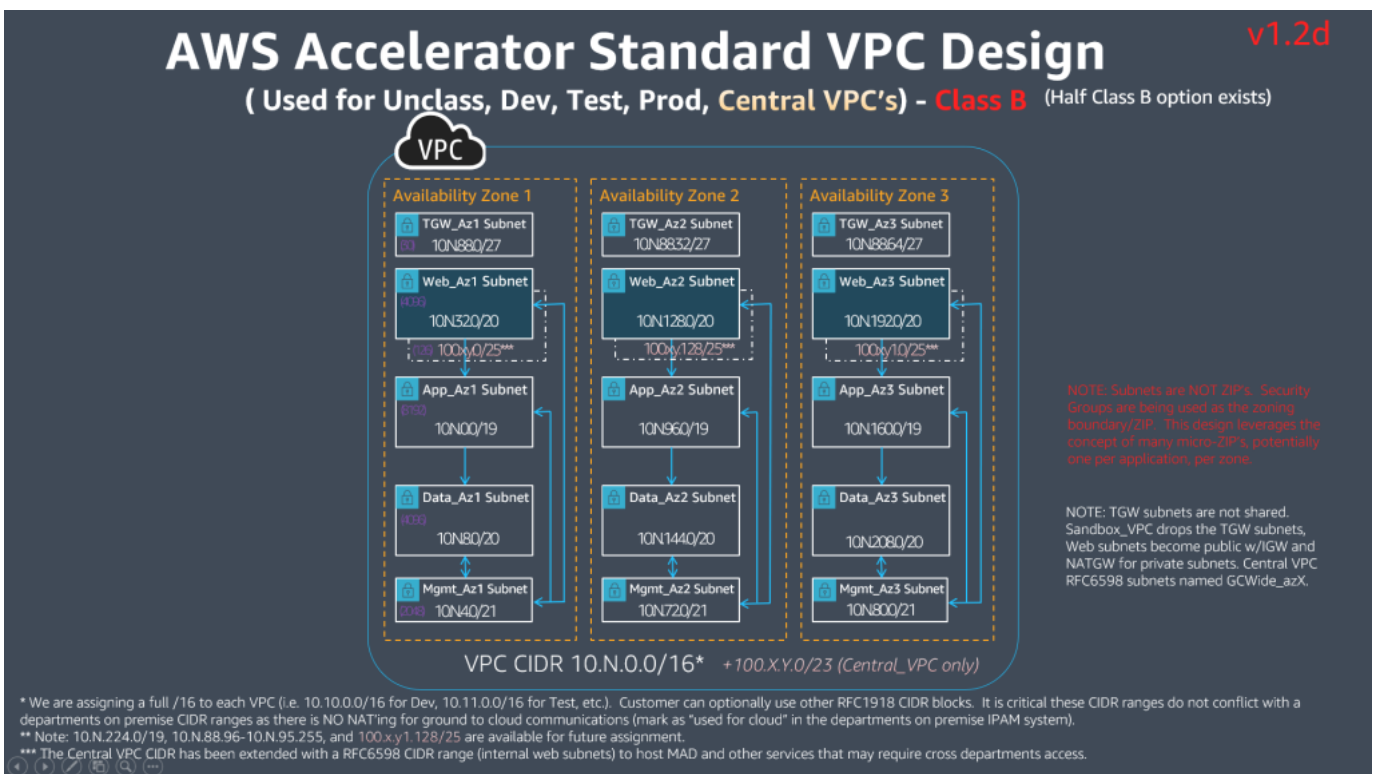 AWS Accelerator Standard VPC Design
v1.2d
( Used for Unclass, Dev, Test, Prod, Central VPC's) - Class B (Half Class B option exists)
VPC
Availability Zone 1
TGW_Az1 Subnet
10.N.88.0/27
Web_Az1 Subnet
(4096)
10.N.32.0/20
100.x.y.0/25***
App_Az1 Subnet
(8192)
10.N.0.0/19
Data_Az1 Subnet
(4096)
10N80/20
Mgmt_Az1 Subnet
(2048)
10N40/21
Availability Zone 2
TGW_Az2 Subnet
10.N.88.32/27
Web_Az2 Subnet
10.N.128.0/20
100.x.y.128/25***
App_Az2 Subnet
10.N.96.0/19
Data_Az2 Subnet
10.N.144.0/20
Mgmt_Az2 Subnet
10.N.72.0/21
Availability Zone 3
TGW_Az3 Subnet
10.N.88.64/27
Web_Az3 Subnet
10.N.192.0/20
100.x.y1.0/25***
App_Az3 Subnet
10.N.160.0/19
Data_Az3 Subnet
10.N.208.0/20
Mgmt_Az3 Subnet
10.N.80.0/21
VPC CIDR 10.N.0.0/16* +100.X.Y.0/23 (Central_VPC only)
NOTE: Subnets are NOT ZIP's. Security
Groups are being used as the zoning
boundary/ZIP. This design leverages the
concept of many micro-ZIP's, potentially
one per application, per zone.
NOTE: TGW subnets are not shared.
Sandbox_VPC drops the TGW subnets,
Web subnets become public w/IGW and
NATGW for private subnets. Central VPC
RFC6598 subnets named GCWide_azX.
* We are assigning a full /16 to each VPC (i.e. 10.10.0.0/16 for Dev, 10.11.0.0/16 for Test, etc.). Customer can optionally use other RFC1918 CIDR blocks. It is critical these CIDR ranges do not conflict with a
departments on premise CIDR ranges as there is NO NAT'ing for ground to cloud communications (mark as "used for cloud" in the departments on premise IPAM system).
** Note: 10.N.224.0/19, 10.N.88.96-10.N.95.255, and 100.x.y1.128/25 are available for future assignment.
*** The Central VPC CIDR has been extended with a RFC6598 CIDR range (internal web subnets) to host MAD and other services that may require cross departments access.